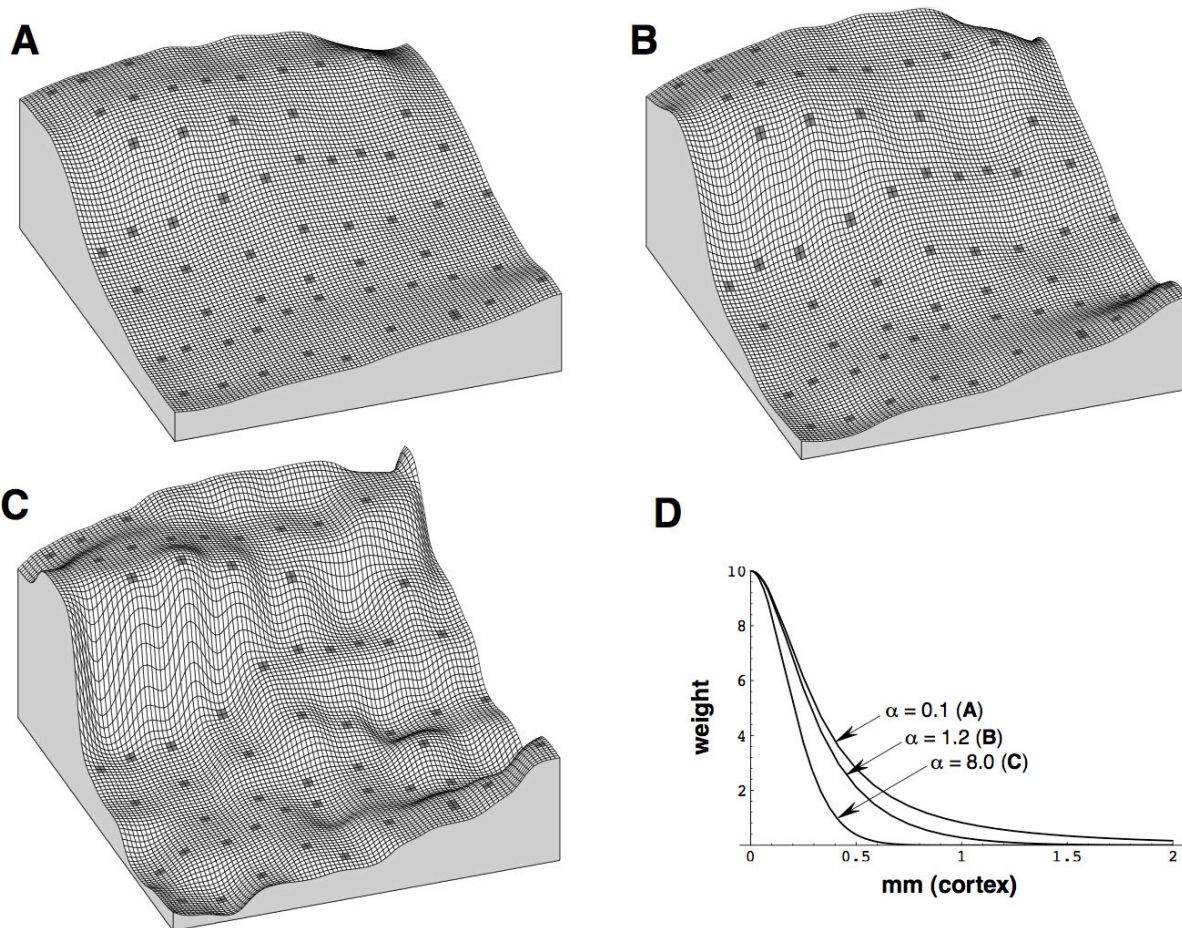 A
B
C
D
10
8
6
4
2
0
0.5
1
1.5
2
weight
mm (cortex)
α = 0.1 (A)
α = 1.2 (B)
α = 8.0 (C)